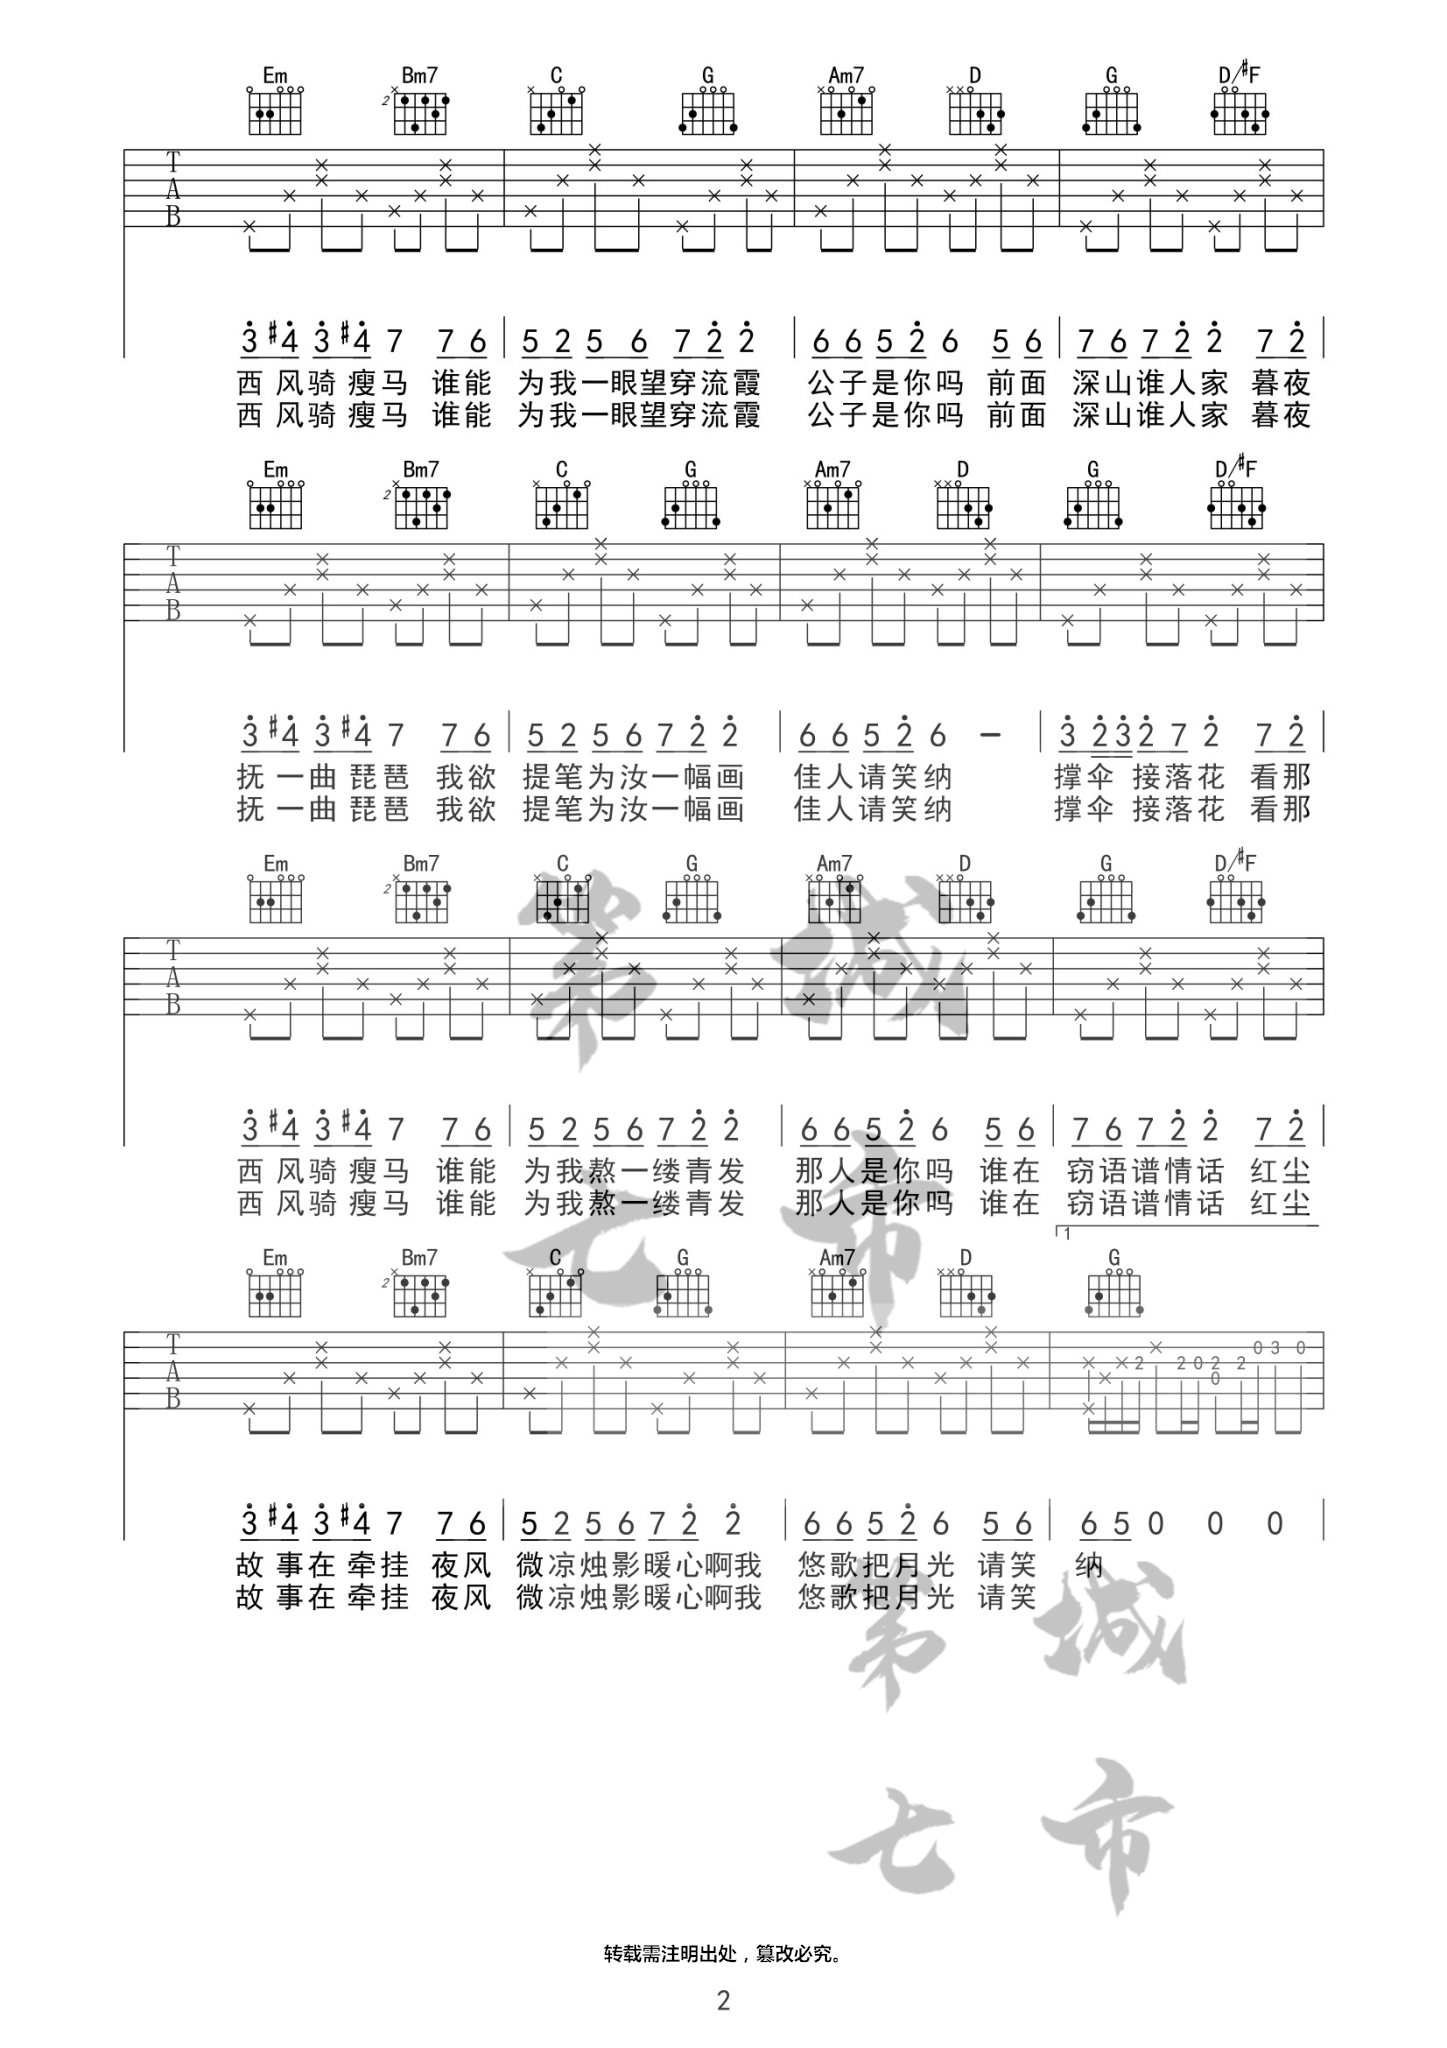 Em Bm7 C G Am7 D G D/#F
2
T
A
B
3 #4 3 #4 7 7 6 5 2 5 6 7 2 2 6 6 5 2 6 5 6 7 6 7 2 2 7 2
西风骑瘦马 谁能 为我一眼望穿流霞 公子是你吗 前面 深山谁人家 暮夜
西风骑瘦马 谁能 为我一眼望穿流霞 公子是你吗 前面 深山谁人家 暮夜
Em Bm7 C G Am7 D G D/#F
2
T
A
B
3 #4 3 #4 7 7 6 5 2 5 6 7 2 2 6 6 5 2 6 – 3 2 3 2 7 2 7 2
抚一曲琵琶 我欲 提笔为汝一幅画 佳人请笑纳 撑伞 接落花 看那
抚一曲琵琶 我欲 提笔为汝一幅画 佳人请笑纳 撑伞 接落花 看那
Em Bm7 C G Am7 D G D/#F
2
T
A
B
3 #4 3 #4 7 7 6 5 2 5 6 7 2 2 6 6 5 2 6 5 6 7 6 7 2 2 7 2
西风骑瘦马 谁能 为我熬一缕青发 那人是你吗 谁在 窃语谱情话 红尘
西风骑瘦马 谁能 为我熬一缕青发 那人是你吗 谁在 窃语谱情话 红尘
1
Em Bm7 C G Am7 D G
2
T
A
B
2 2 0 2 0 2 0 3 0
3 #4 3 #4 7 7 6 5 2 5 6 7 2 2 6 6 5 2 6 5 6 6 5 0 0 0
故事在牵挂 夜风 微凉烛影暖心啊我 悠歌把月光 请笑 纳
故事在牵挂 夜风 微凉烛影暖心啊我 悠歌把月光 请笑
第 城
七 市
第 城
七 市
转载需注明出处，篡改必究。
2